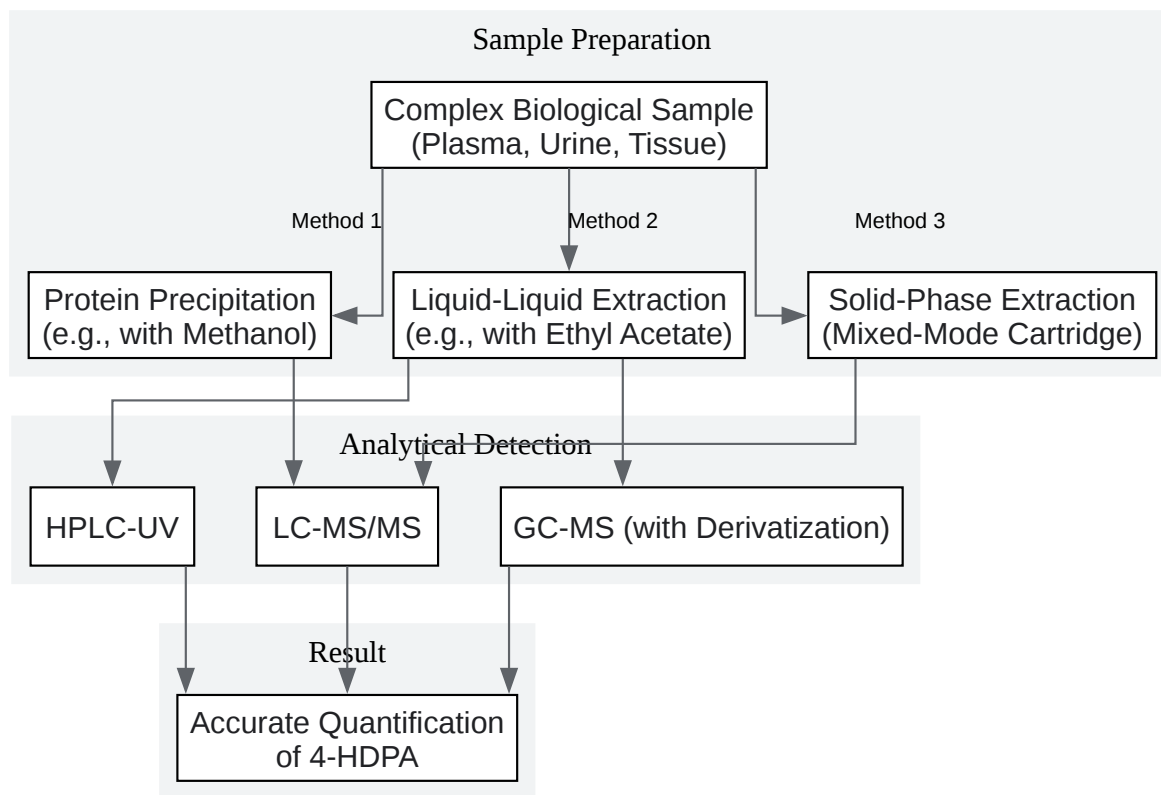 Sample Preparation
Complex Biological Sample
(Plasma, Urine, Tissue)
Method 1
Method 2
Method 3
Protein Precipitation
(e.g., with Methanol)
Liquid-Liquid Extraction
(e.g., with Ethyl Acetate)
Solid-Phase Extraction
(Mixed-Mode Cartridge)
Analytical Detection
HPLC-UV
LC-MS/MS
GC-MS (with Derivatization)
Result
Accurate Quantification
of 4-HDPA